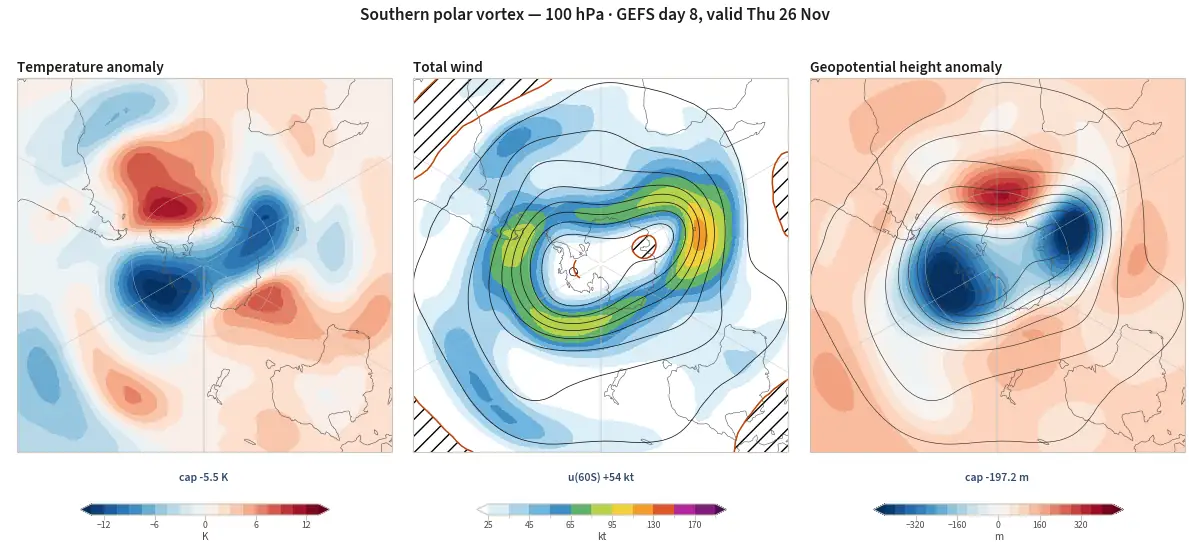 Southern polar vortex — 100 hPa · GEFS day 8, valid Thu 26 Nov
Temperature anomaly
Total wind
Geopotential height anomaly
cap -5.5 K
u(60S) +54 kt
cap -197.2 m
−12 −6 0 6 12
K
25 45 65 95 130 170
kt
−320 −160 0 160 320
m